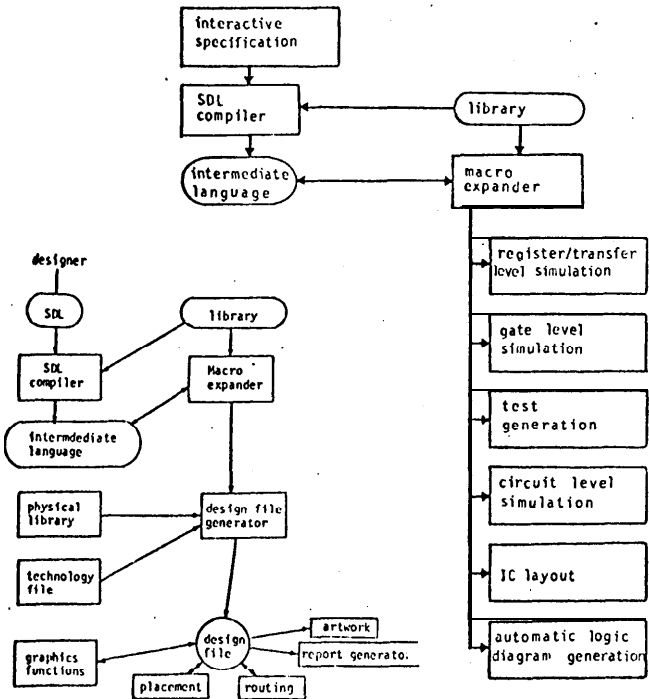 interactive
specification
SDL
compiler
library
intermediate
language
macro
expander
register/transfer
level simulation
gate level
simulation
test
generation
circuit level
simulation
IC layout
automatic logic
diagram generation
designer
SDL
library
SDL
compiler
Macro
expander
intermdediate
language
physical
library
design file
generator
technology
file
design
file
artwork
report generator
graphics
functions
placement
routing